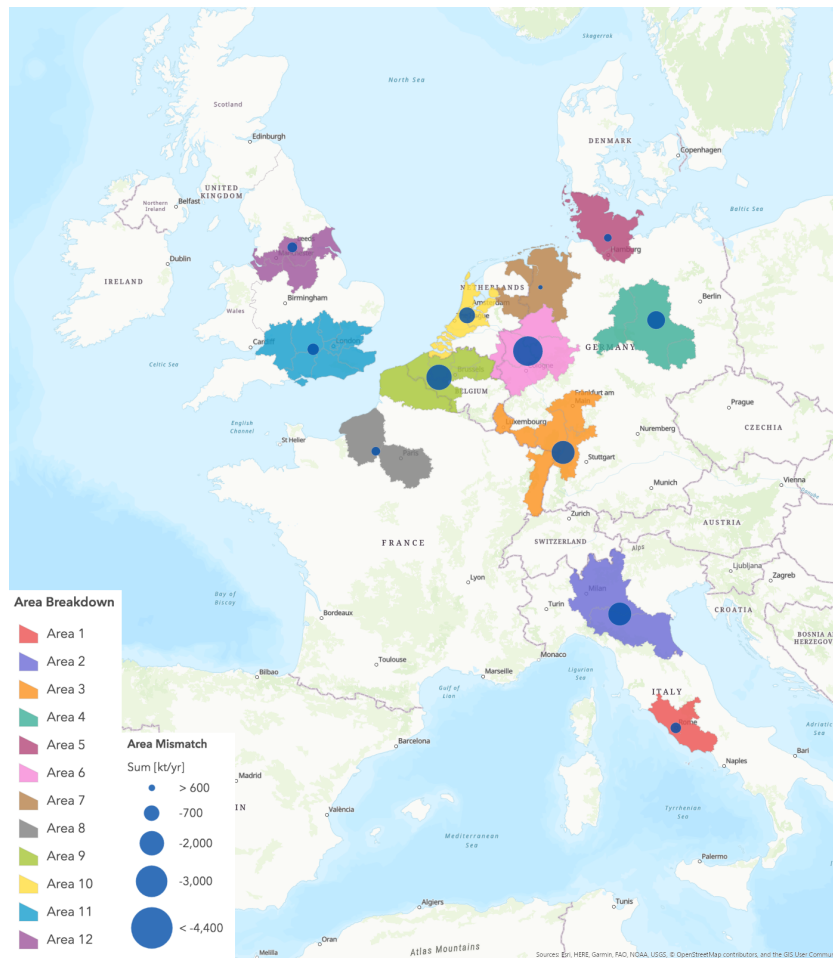 Skagerrak
North Sea
Scotland
Edinburgh
DENMARK
Copenhagen
UNITED
KINGDOM
Northern
Ireland
Belfast
Baltic Sea
Leeds
Hamburg
Dublin
IRELAND
NETHERLANDS
Amsterdam
Berlin
Birmingham
Wales
Cardiff
London
GERMANY
Celtic Sea
Brussels
BELGIUM
Cologne
Frankfurt am
Main
Prague
English
Channel
Luxembourg
Nuremberg
CZECHIA
St Helier
Paris
Stuttgart
Munich
Vienna
Zurich
AUSTRIA
FRANCE
SWITZERLAND
Alps
Ljubljana
Zagreb
Lyon
Milan
Turin
CROATIA
Bay of
Biscay
Bordeaux
BOSNIA A
HERZEGOV
Toulouse
Monaco
Marseille
Ligurian
Sea
Bilbao
Gulf of
Lion
ITALY
Rome
Adriatic
Sea
Barcelona
Naples
Bari
Madrid
IN
València
Tyrrhenian
Sea
Mediterranean
Sea
Palermo
Algiers
Tunis
Oran
Melilla
Atlas Mountains
Area Breakdown
Area 1
Area 2
Area 3
Area 4
Area 5
Area 6
Area 7
Area 8
Area 9
Area 10
Area 11
Area 12
Area Mismatch
Sum [kt/yr]
> 600
-700
-2,000
-3,000
< -4,400
Sources: Esri, HERE, Garmin, FAO, NOAA, USGS, © OpenStreetMap contributors, and the GIS User Commu